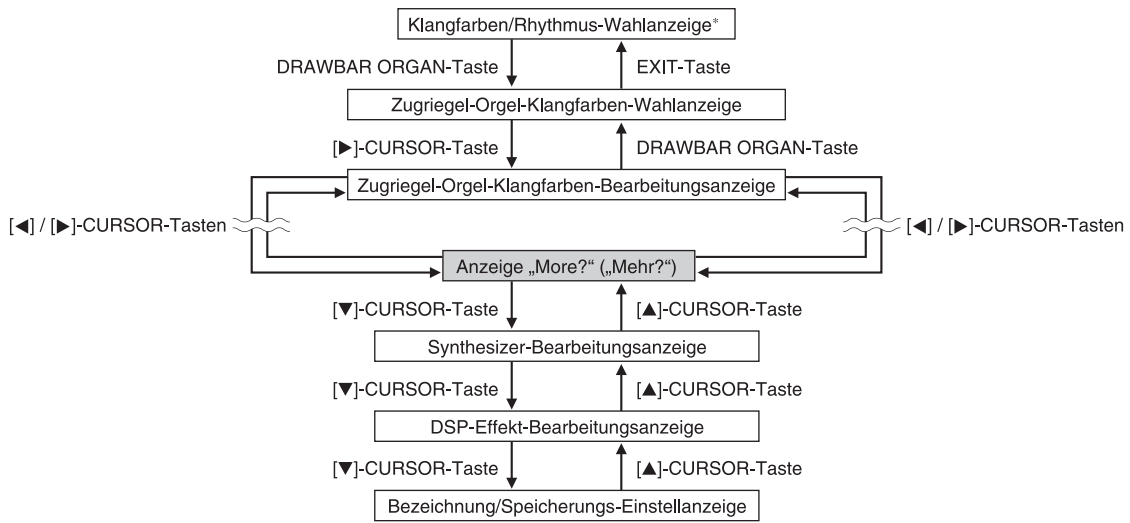 Klangfarben/Rhythmus-Wahlanzeige*
DRAWBAR ORGAN-Taste EXIT-Taste
Zugriegel-Orgel-Klangfarben-Wahlanzeige
[▶]-CURSOR-Taste DRAWBAR ORGAN-Taste
Zugriegel-Orgel-Klangfarben-Bearbeitungsanzeige
[◀] / [▶]-CURSOR-Tasten [◀] / [▶]-CURSOR-Tasten
Anzeige „More?“ („Mehr?“)
[▼]-CURSOR-Taste [▲]-CURSOR-Taste
Synthesizer-Bearbeitungsanzeige
[▼]-CURSOR-Taste [▲]-CURSOR-Taste
DSP-Effekt-Bearbeitungsanzeige
[▼]-CURSOR-Taste [▲]-CURSOR-Taste
Bezeichnung/Speicherungs-Einstellanzeige